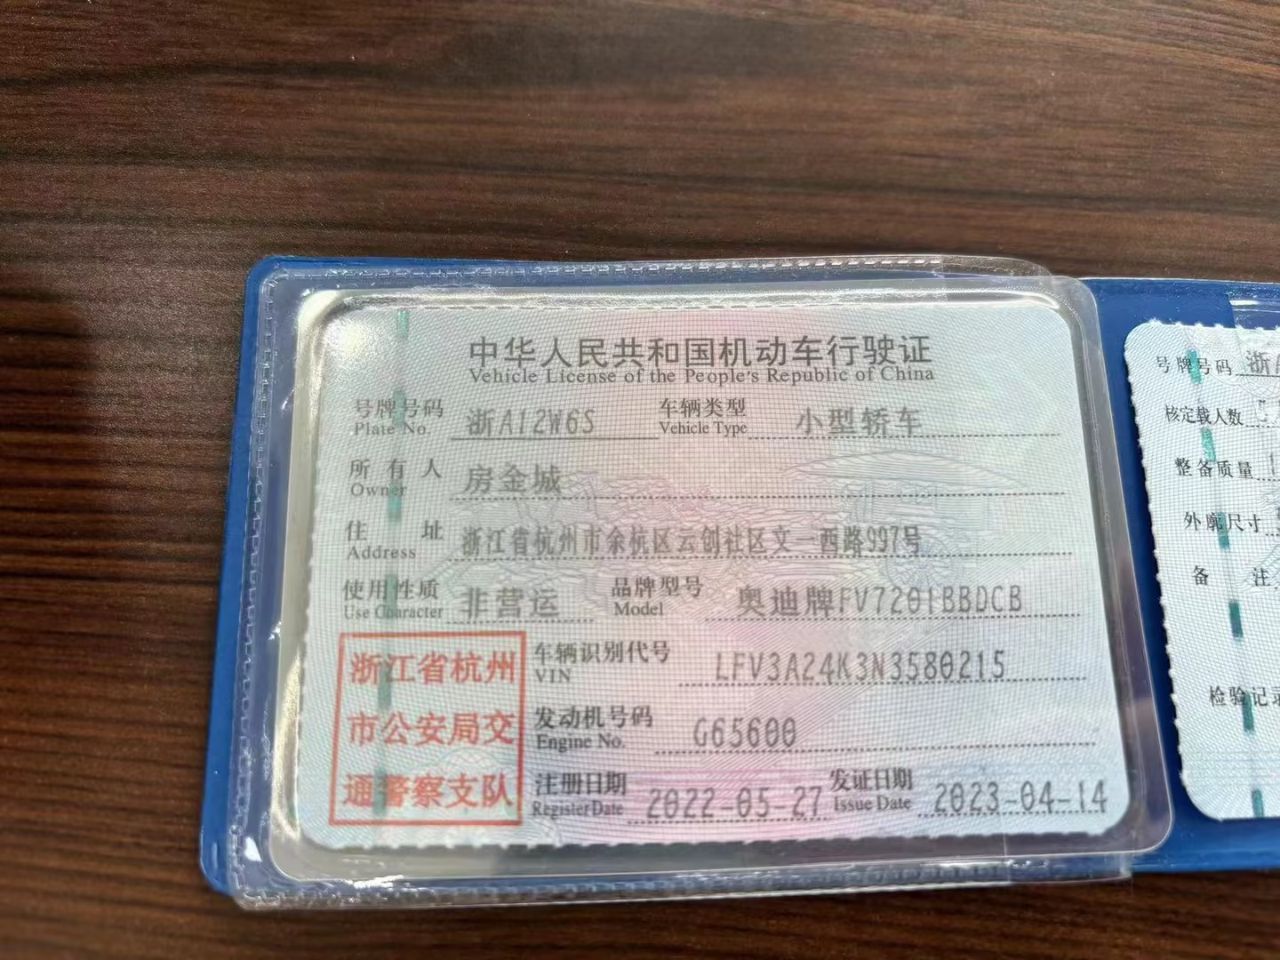 中华人民共和国机动车行驶证
Vehicle License of the People's Republic of China
号牌号码 浙A12W6S 车辆类型 小型轿车
Plate No. Vehicle Type
所有人 房金城
Owner
住址 浙江省杭州市余杭区云创社区文一西路997号
Address
使用性质 非营运 品牌型号 奥迪牌FV7201BBDCB
Use Character Model
浙江省杭州
市公安局交
通警察支队
车辆识别代号 LFV3A24K3N3580215
VIN
发动机号码 G65600
Engine No.
注册日期 2022-05-27 发证日期 2023-04-14
Register Date Issue Date
号牌号码 浙
核定载人数
整备质量
外廓尺寸
备注
检验记录